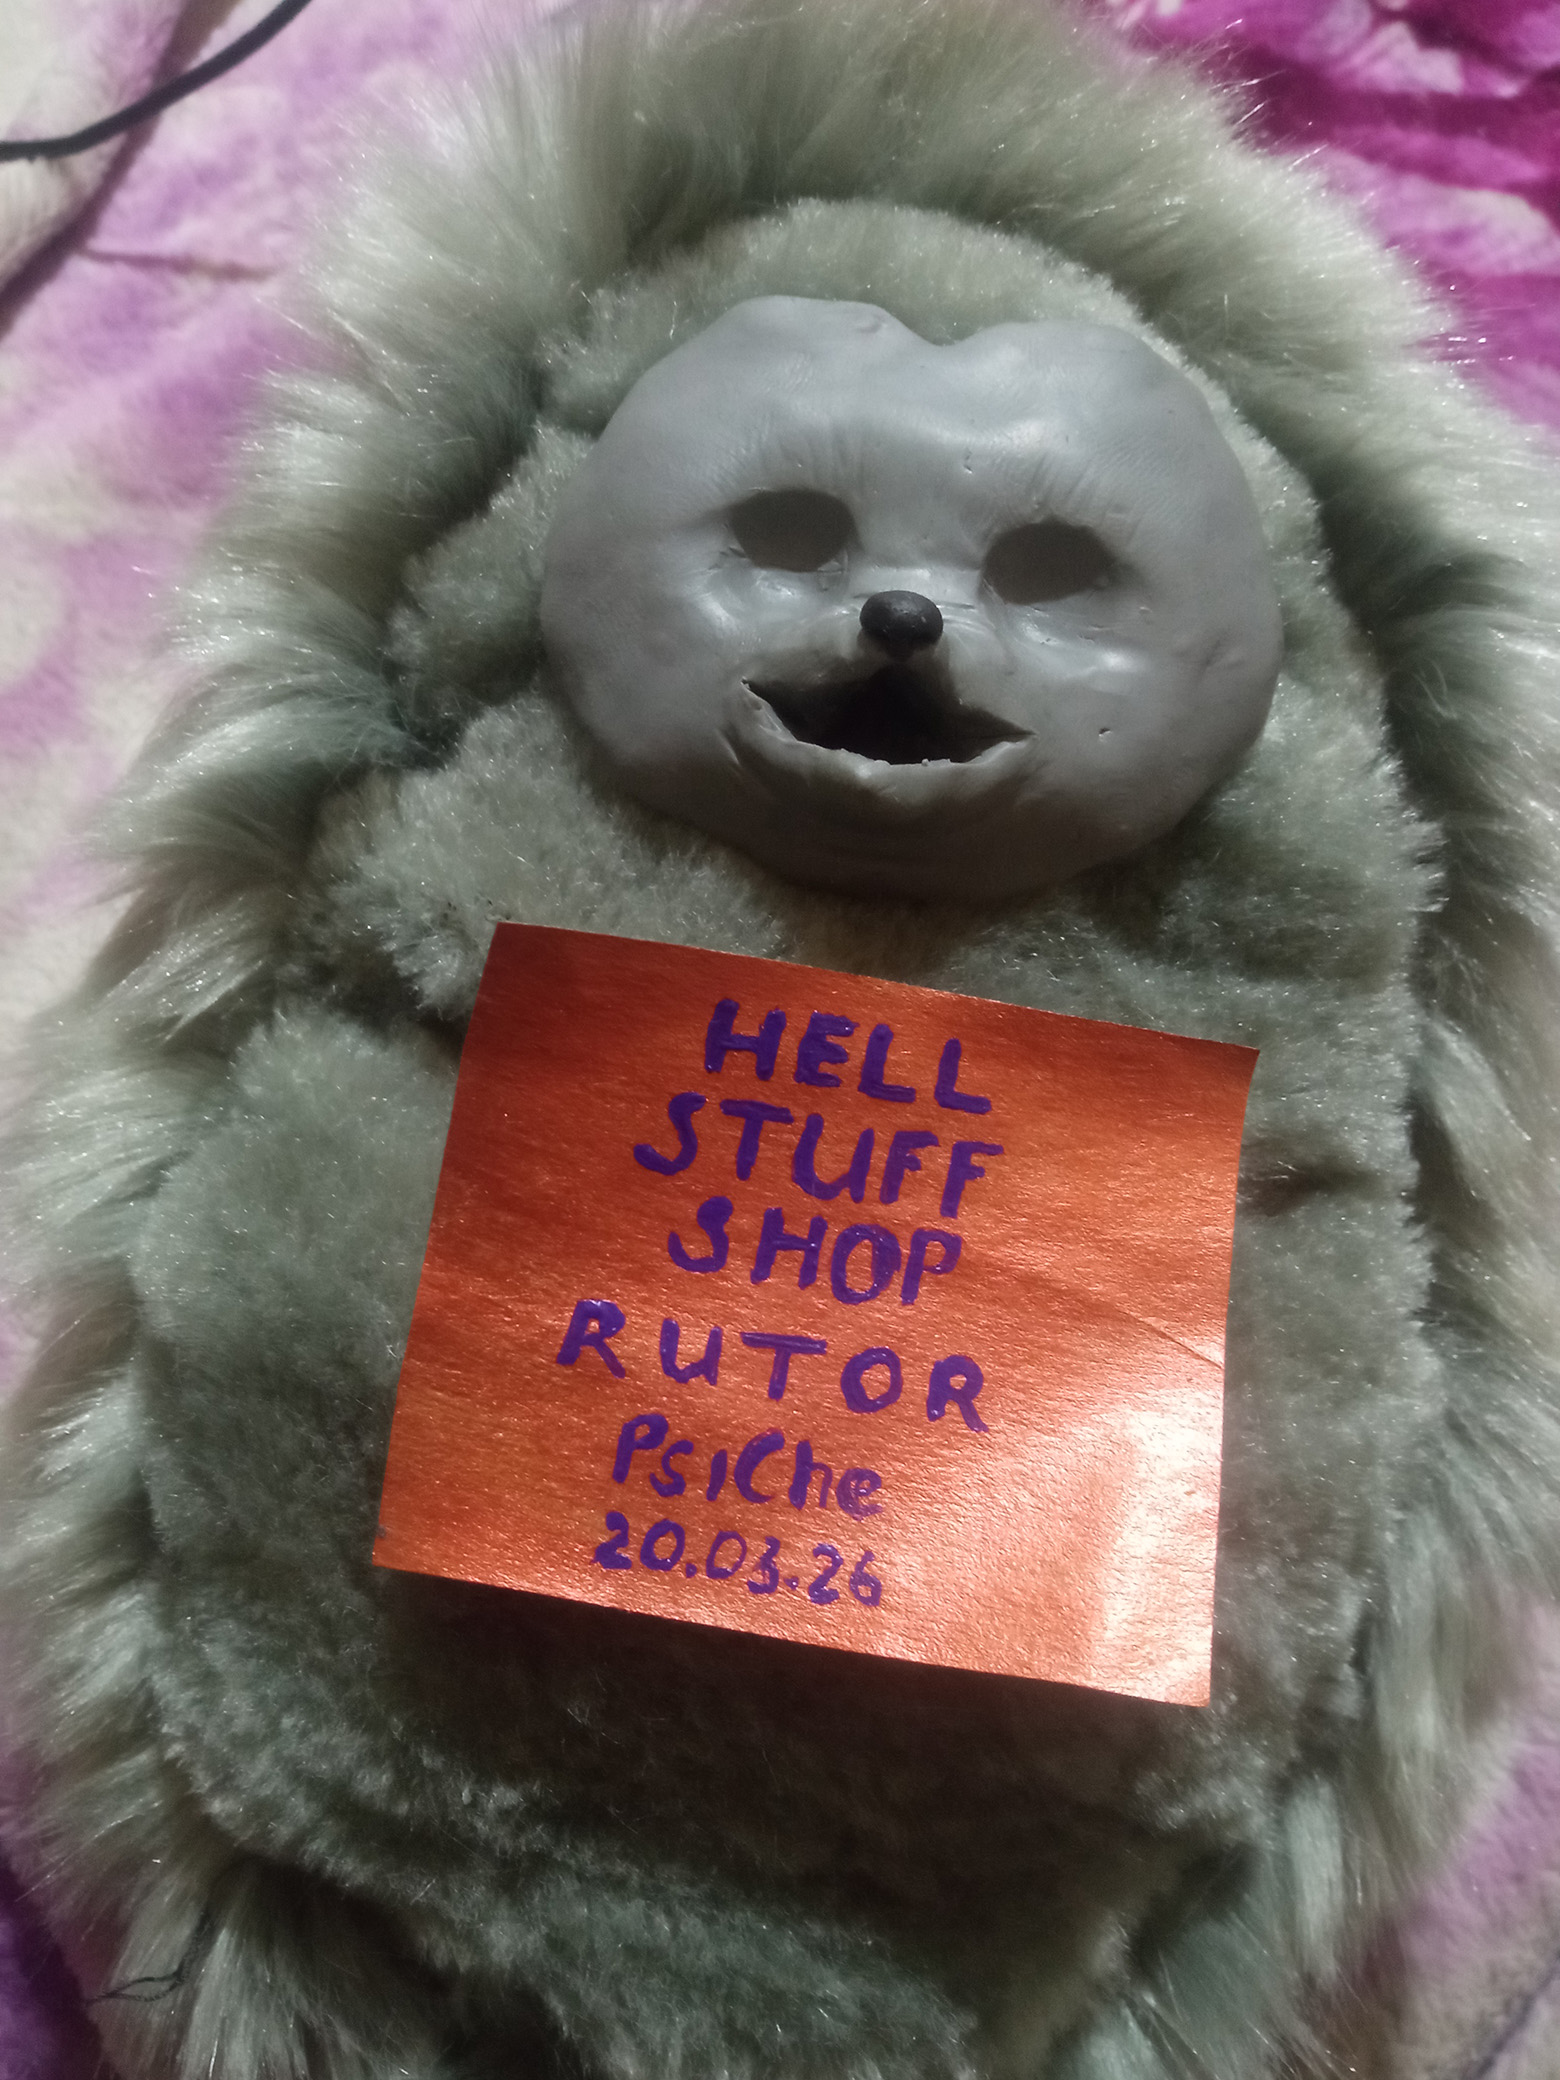 HELL
STUFF
SHOP
RUTOR
PsiChe
20.03.26